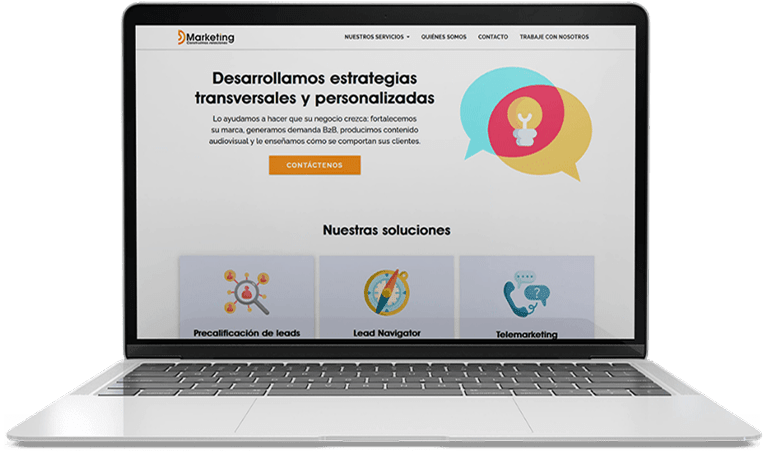 Marketing
NUESTROS SERVICIOS
QUIÉNES SOMOS
CONTACTO
TRABAJE CON NOSOTROS
Desarrollamos estrategias
transversales y personalizadas
Lo ayudamos a hacer que su negocio crezca: fortalecemos
su marca, generamos demanda B2B, producimos contenido
audiovisual y le enseñamos cómo se comportan sus clientes.
CONTÁCTENOS
Nuestras soluciones
?
Precalificación de leads
Lead Navigator
Telemarketing